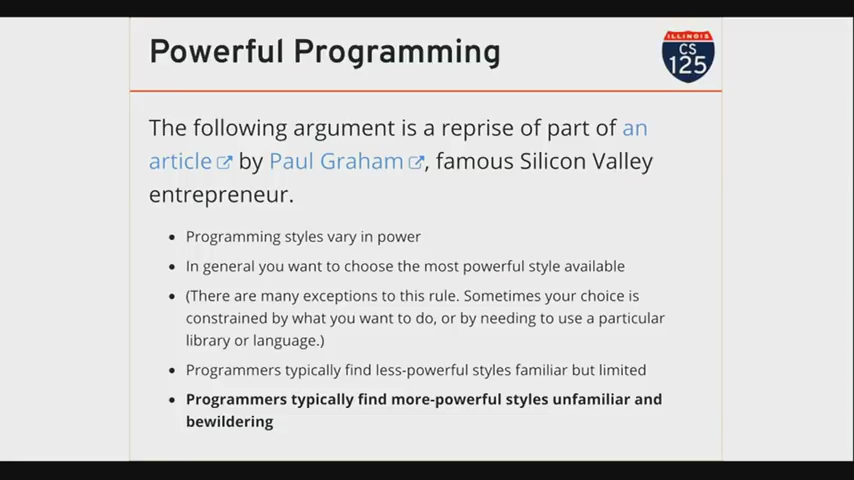 Powerful Programming
ILLINOIS
CS
125
The following argument is a reprise of part of an
article by Paul Graham, famous Silicon Valley
entrepreneur.
• Programming styles vary in power
• In general you want to choose the most powerful style available
• (There are many exceptions to this rule. Sometimes your choice is
constrained by what you want to do, or by needing to use a particular
library or language.)
• Programmers typically find less-powerful styles familiar but limited
• Programmers typically find more-powerful styles unfamiliar and
bewildering